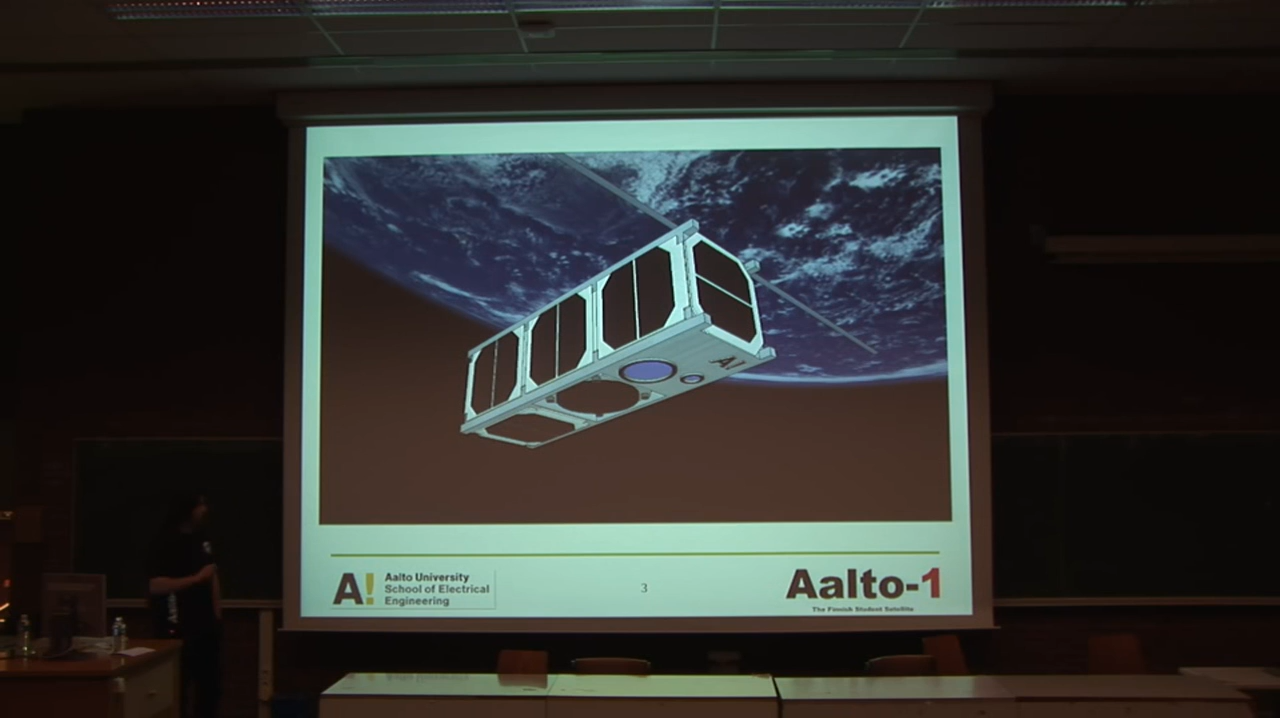 A!
A!
Aalto University
School of Electrical
Engineering
3
Aalto-1
The Finnish Student Satellite